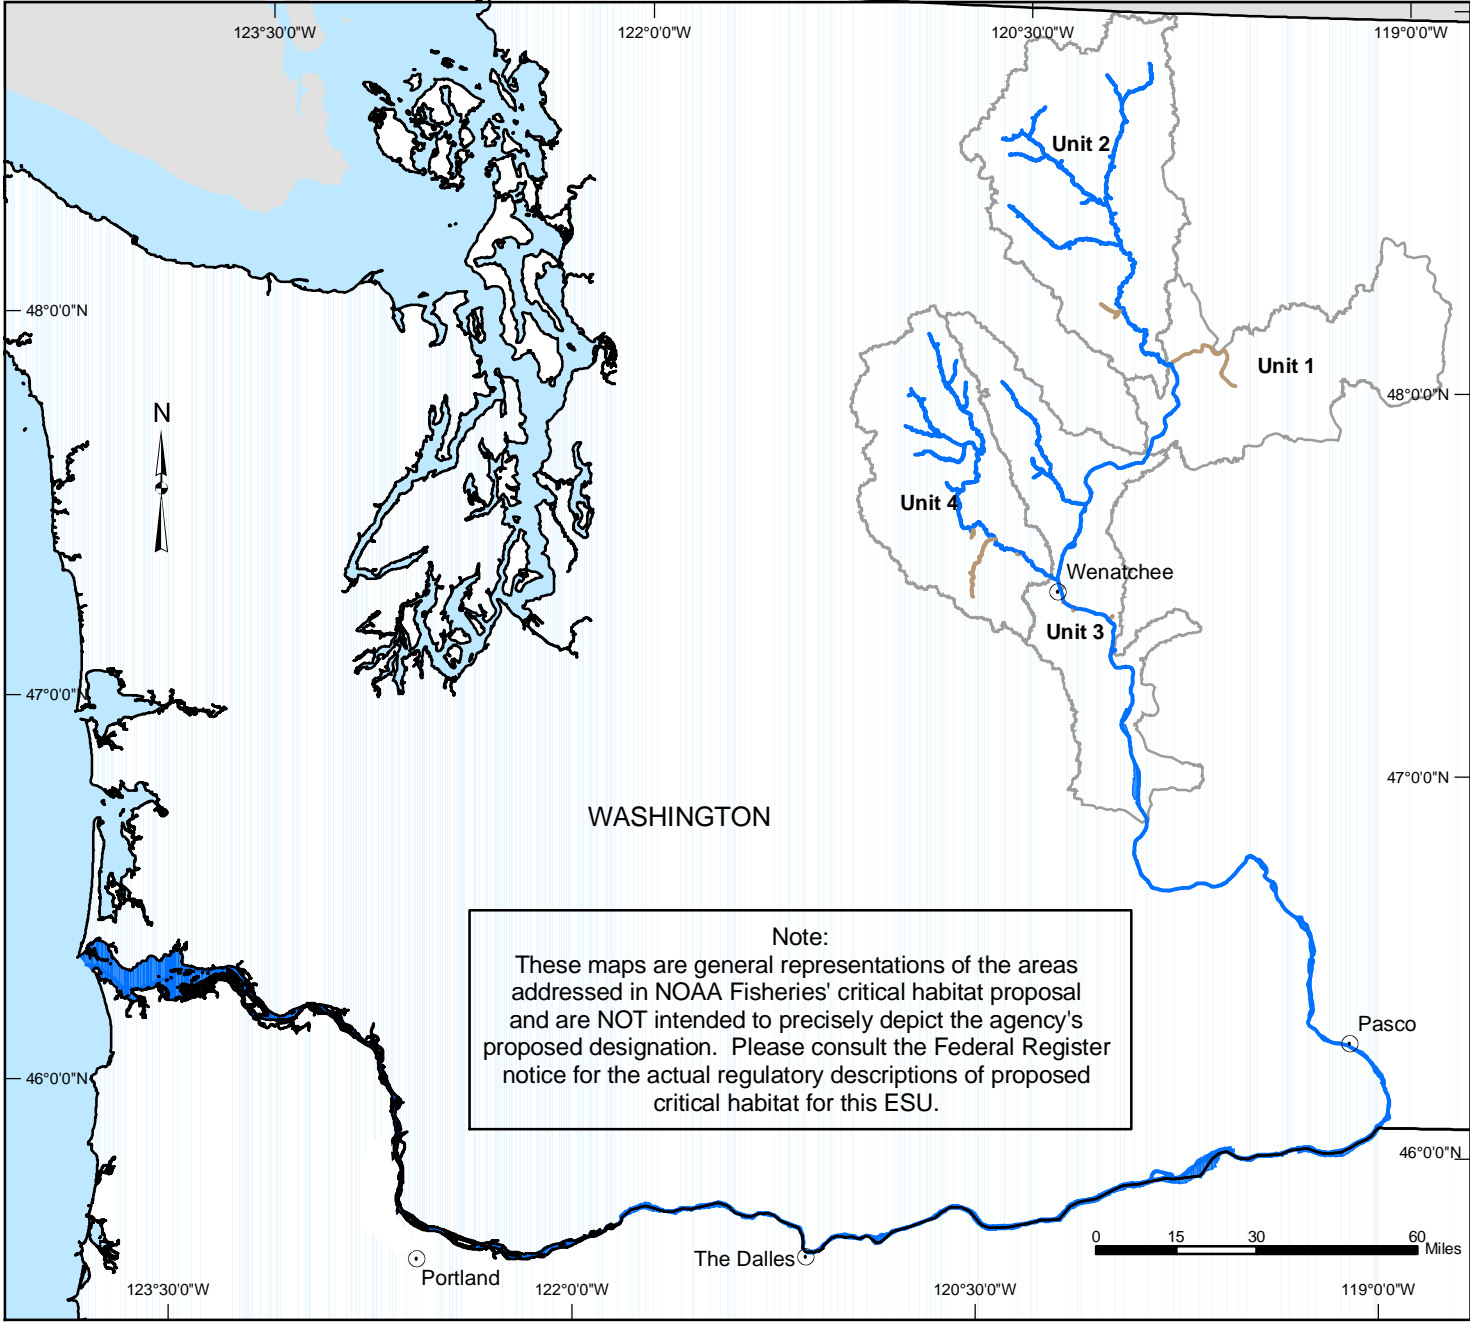 123°30'0"W
122°0'0"W
120°30'0"W
119°0'0"W
Unit 2
48°0'0"N
Unit 1
48°0'0"N
N
Unit 4
Wenatchee
Unit 3
47°0'0"N
47°0'0"N
WASHINGTON
Note:
These maps are general representations of the areas
addressed in NOAA Fisheries' critical habitat proposal
and are NOT intended to precisely depict the agency's
proposed designation. Please consult the Federal Register
notice for the actual regulatory descriptions of proposed
critical habitat for this ESU.
Pasco
46°0'0"N
46°0'0"N
0 15 30 60
Miles
The Dalles
Portland
123°30'0"W
122°0'0"W
120°30'0"W
119°0'0"W